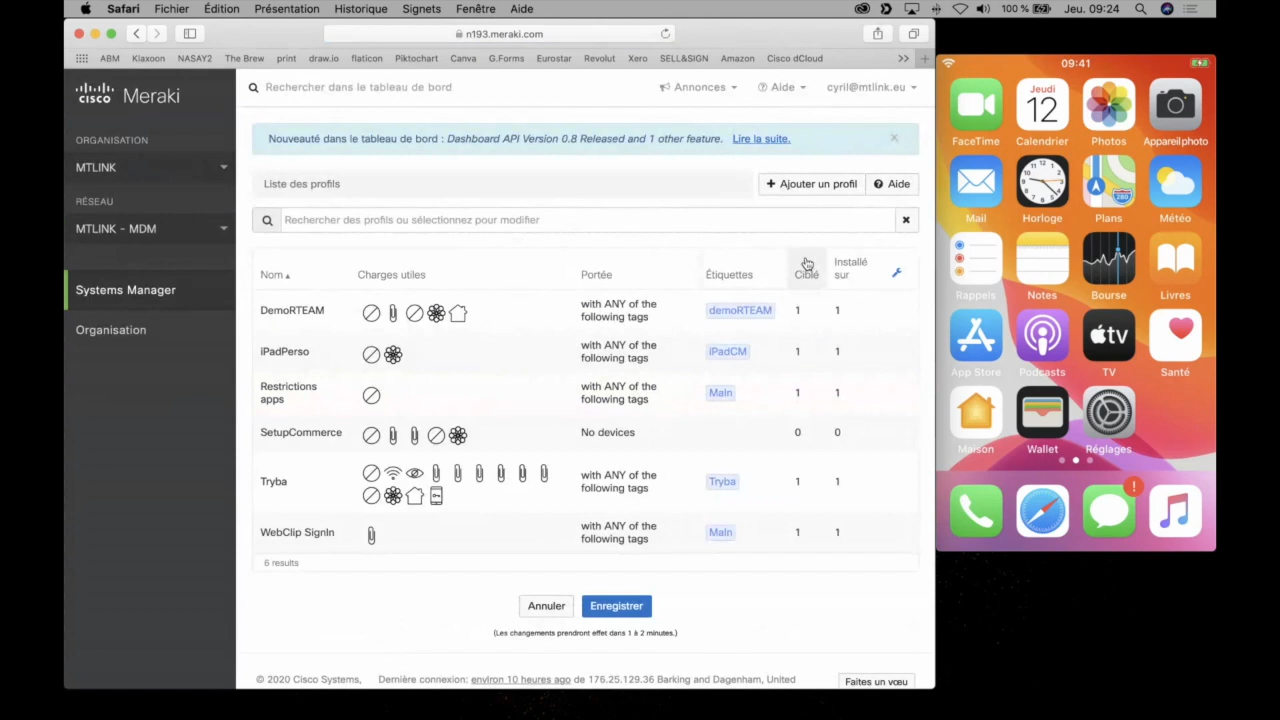 Safari Fichier Édition Présentation Historique Signets Fenêtre Aide 100 % Jeu. 09:24
n193.meraki.com
ABM Klaxoon NASAY2 The Brew print draw.io flaticon Piktochart Canva G.Forms Eurostar Revolut Xero SELL&SIGN Amazon Cisco dCloud
CISCO Meraki
Rechercher dans le tableau de bord
Annonces Aide cyril@mtlink.eu
ORGANISATION
MTLINK
RÉSEAU
MTLINK - MDM
Systems Manager
Organisation
Nouveauté dans le tableau de bord : Dashboard API Version 0.8 Released and 1 other feature. Lire la suite.
Liste des profils
+ Ajouter un profil
Aide
Rechercher des profils ou sélectionnez pour modifier
Nom Charges utiles Portée Étiquettes Ciblé Installé sur
DemoRTEAM with ANY of the following tags demoRTEAM 1 1
iPadPerso with ANY of the following tags iPadCM 1 1
Restrictions apps with ANY of the following tags MaIn 1 1
SetupCommerce No devices 0 0
Tryba with ANY of the following tags Tryba 1 1
WebClip SignIn with ANY of the following tags MaIn 1 1
6 results
Annuler Enregistrer
(Les changements prendront effet dans 1 à 2 minutes.)
© 2020 Cisco Systems, Dernière connexion: environ 10 heures ago de 176.25.129.36 Barking and Dagenham, United
Faites un vœu
09:41
Jeudi
12
FaceTime Calendrier Photos Appareil photo
280
Mail Horloge Plans Météo
Rappels Notes Bourse Livres
tv
App Store Podcasts TV Santé
Maison Wallet Réglages
!